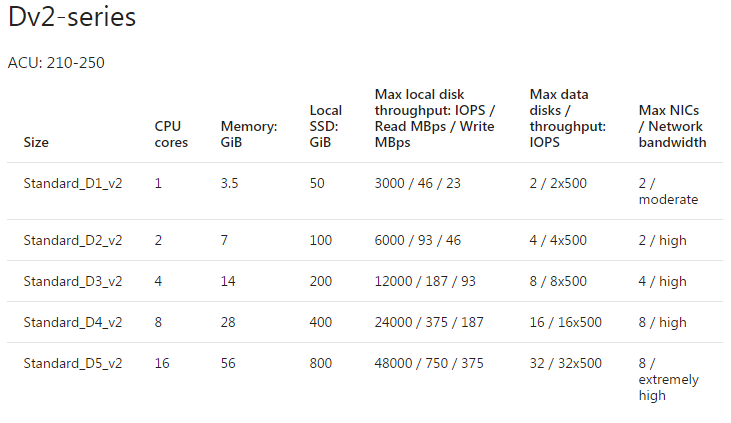 Dv2-series
ACU: 210-250
Size CPU cores Memory: GiB Local SSD: GiB Max local disk throughput: IOPS / Read MBps / Write MBps Max data disks / throughput: IOPS Max NICs / Network bandwidth
Standard_D1_v2 1 3.5 50 3000 / 46 / 23 2 / 2x500 2 / moderate
Standard_D2_v2 2 7 100 6000 / 93 / 46 4 / 4x500 2 / high
Standard_D3_v2 4 14 200 12000 / 187 / 93 8 / 8x500 4 / high
Standard_D4_v2 8 28 400 24000 / 375 / 187 16 / 16x500 8 / high
Standard_D5_v2 16 56 800 48000 / 750 / 375 32 / 32x500 8 / extremely high